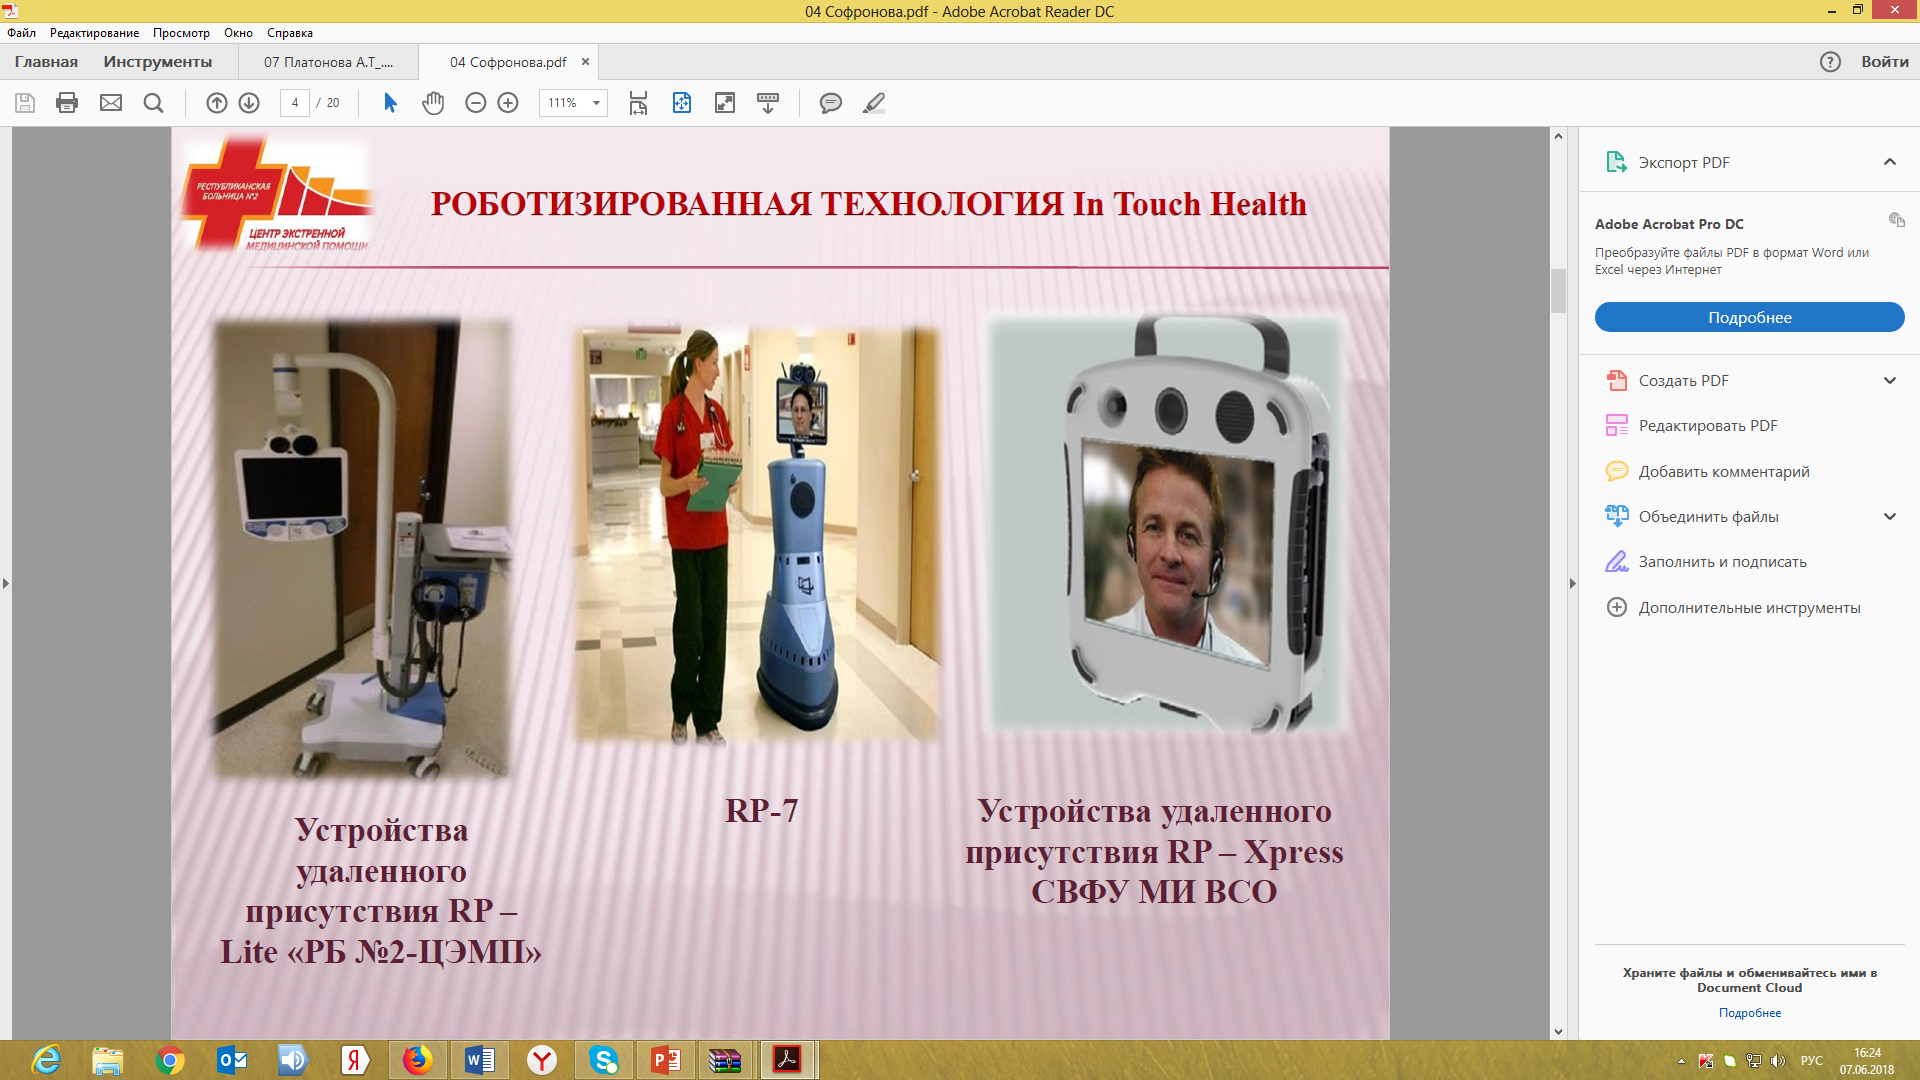 04 Софронова.pdf - Adobe Acrobat Reader DC
Файл Редактирование Просмотр Окно Справка
Главная Инструменты 07 Платонова А.Т_.... 04 Софронова.pdf × ? Войти
4 / 20 111%
РЕСПУБЛИКАНСКАЯ
БОЛЬНИЦА №2
ЦЕНТР ЭКСТРЕННОЙ
МЕДИЦИНСКОЙ ПОМОЩИ
РОБОТИЗИРОВАННАЯ ТЕХНОЛОГИЯ In Touch Health
Устройства
удаленного
присутствия RP –
Lite «РБ №2-ЦЭМП»
RP-7
Устройства удаленного
присутствия RP – Xpress
СВФУ МИ ВСО
Экспорт PDF
Adobe Acrobat Pro DC
Преобразуйте файлы PDF в формат Word или
Excel через Интернет
Подробнее
Создать PDF
Редактировать PDF
Добавить комментарий
Объединить файлы
Заполнить и подписать
Дополнительные инструменты
Храните файлы и обменивайтесь ими в
Document Cloud
Подробнее
РУС
16:24
07.06.2018